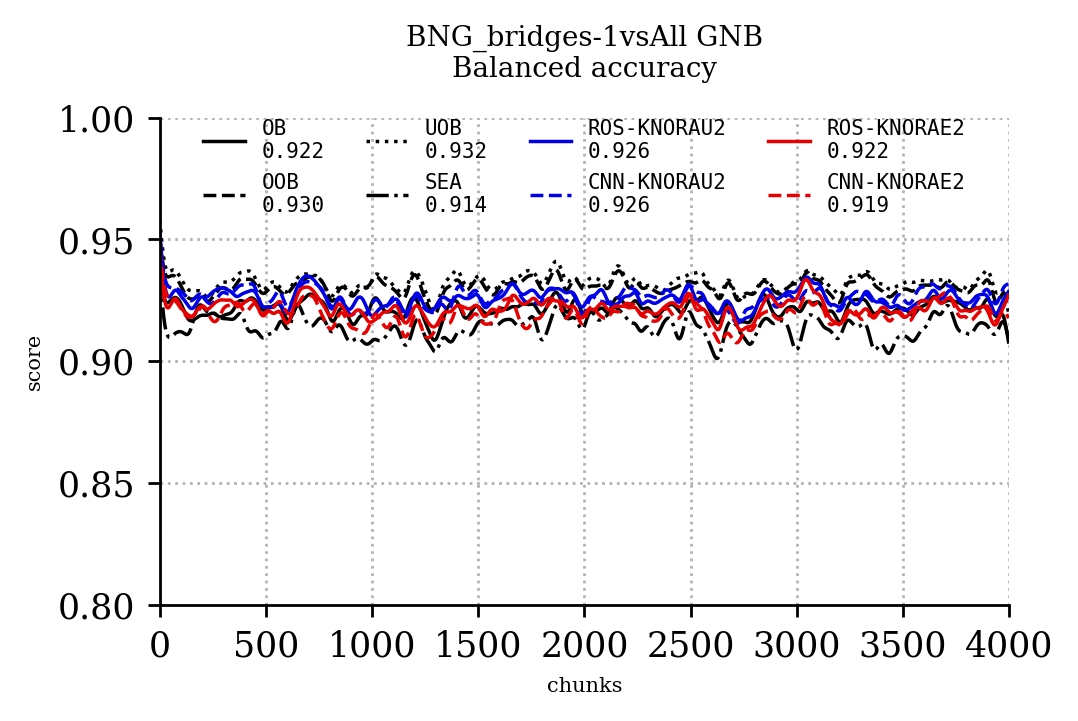 BNG_bridges-1vsAll GNB
Balanced accuracy
1.00
0.95
0.90
0.85
0.80
score
OB
0.922
OOB
0.930
UOB
0.932
SEA
0.914
ROS-KNORAU2
0.926
CNN-KNORAU2
0.926
ROS-KNORAE2
0.922
CNN-KNORAE2
0.919
0 500 1000 1500 2000 2500 3000 3500 4000
chunks